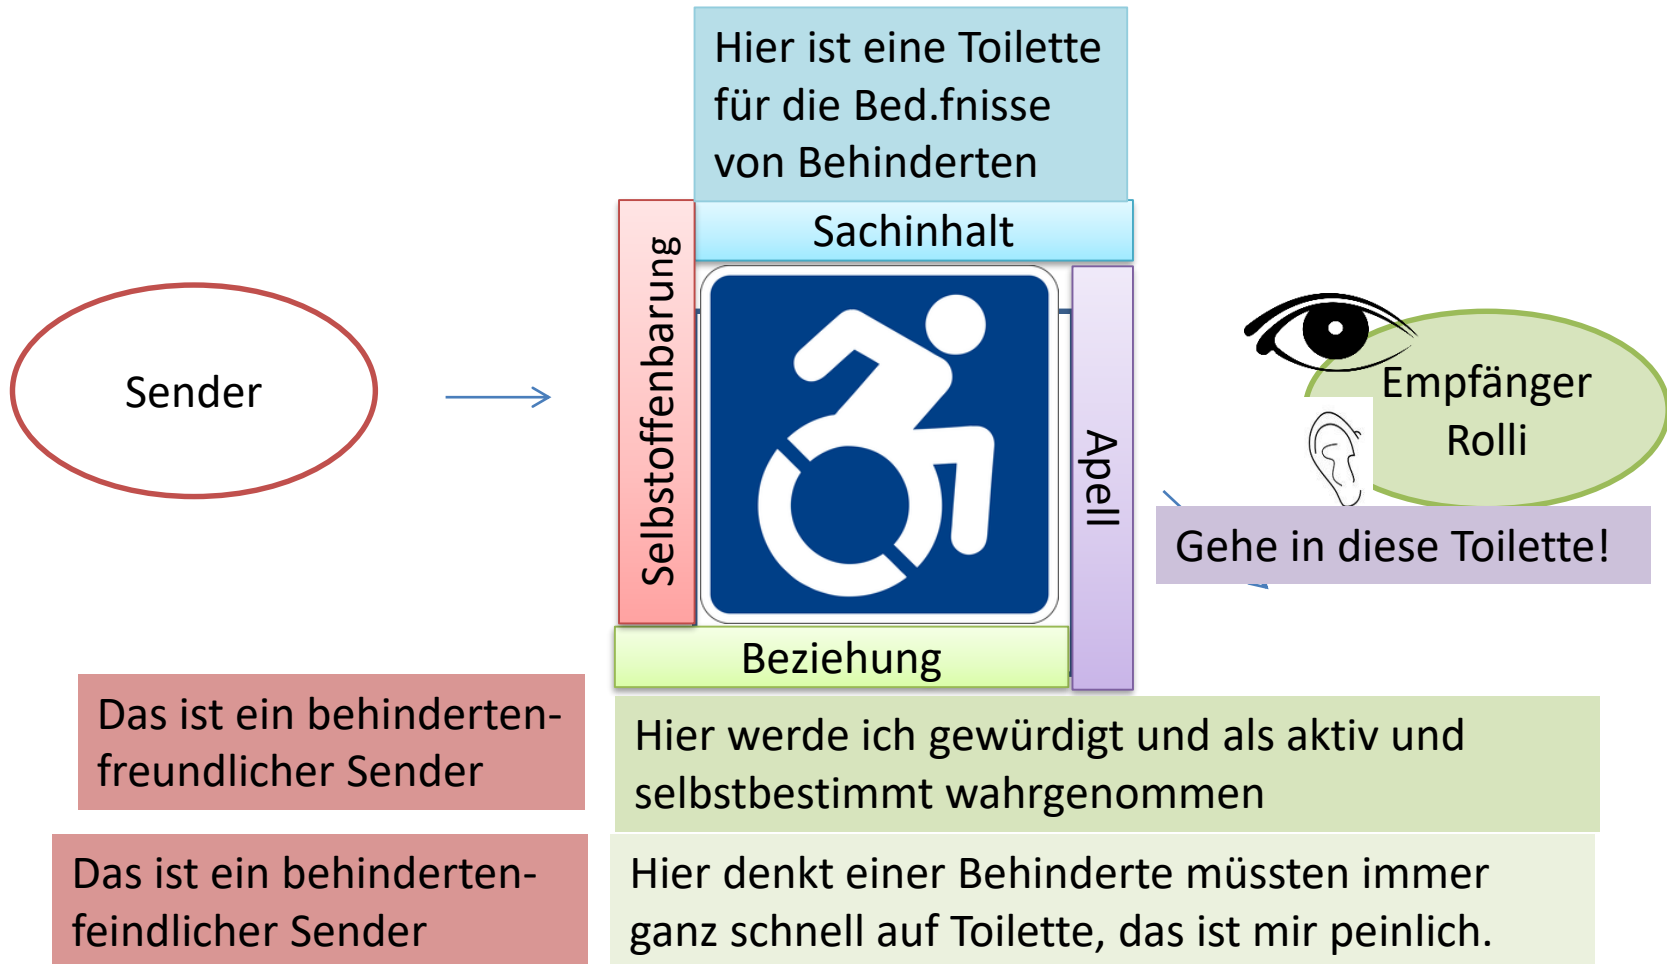 Hier ist eine Toilette
für die Bed.fnisse
von Behinderten
Sachinhalt
Selbstoffenbarung
Sender
Apell
Empfänger
Rolli
Gehe in diese Toilette!
Beziehung
Das ist ein behinderten-
freundlicher Sender
Hier werde ich gewürdigt und als aktiv und
selbstbestimmt wahrgenommen
Das ist ein behinderten-
feindlicher Sender
Hier denkt einer Behinderte müssten immer
ganz schnell auf Toilette, das ist mir peinlich.